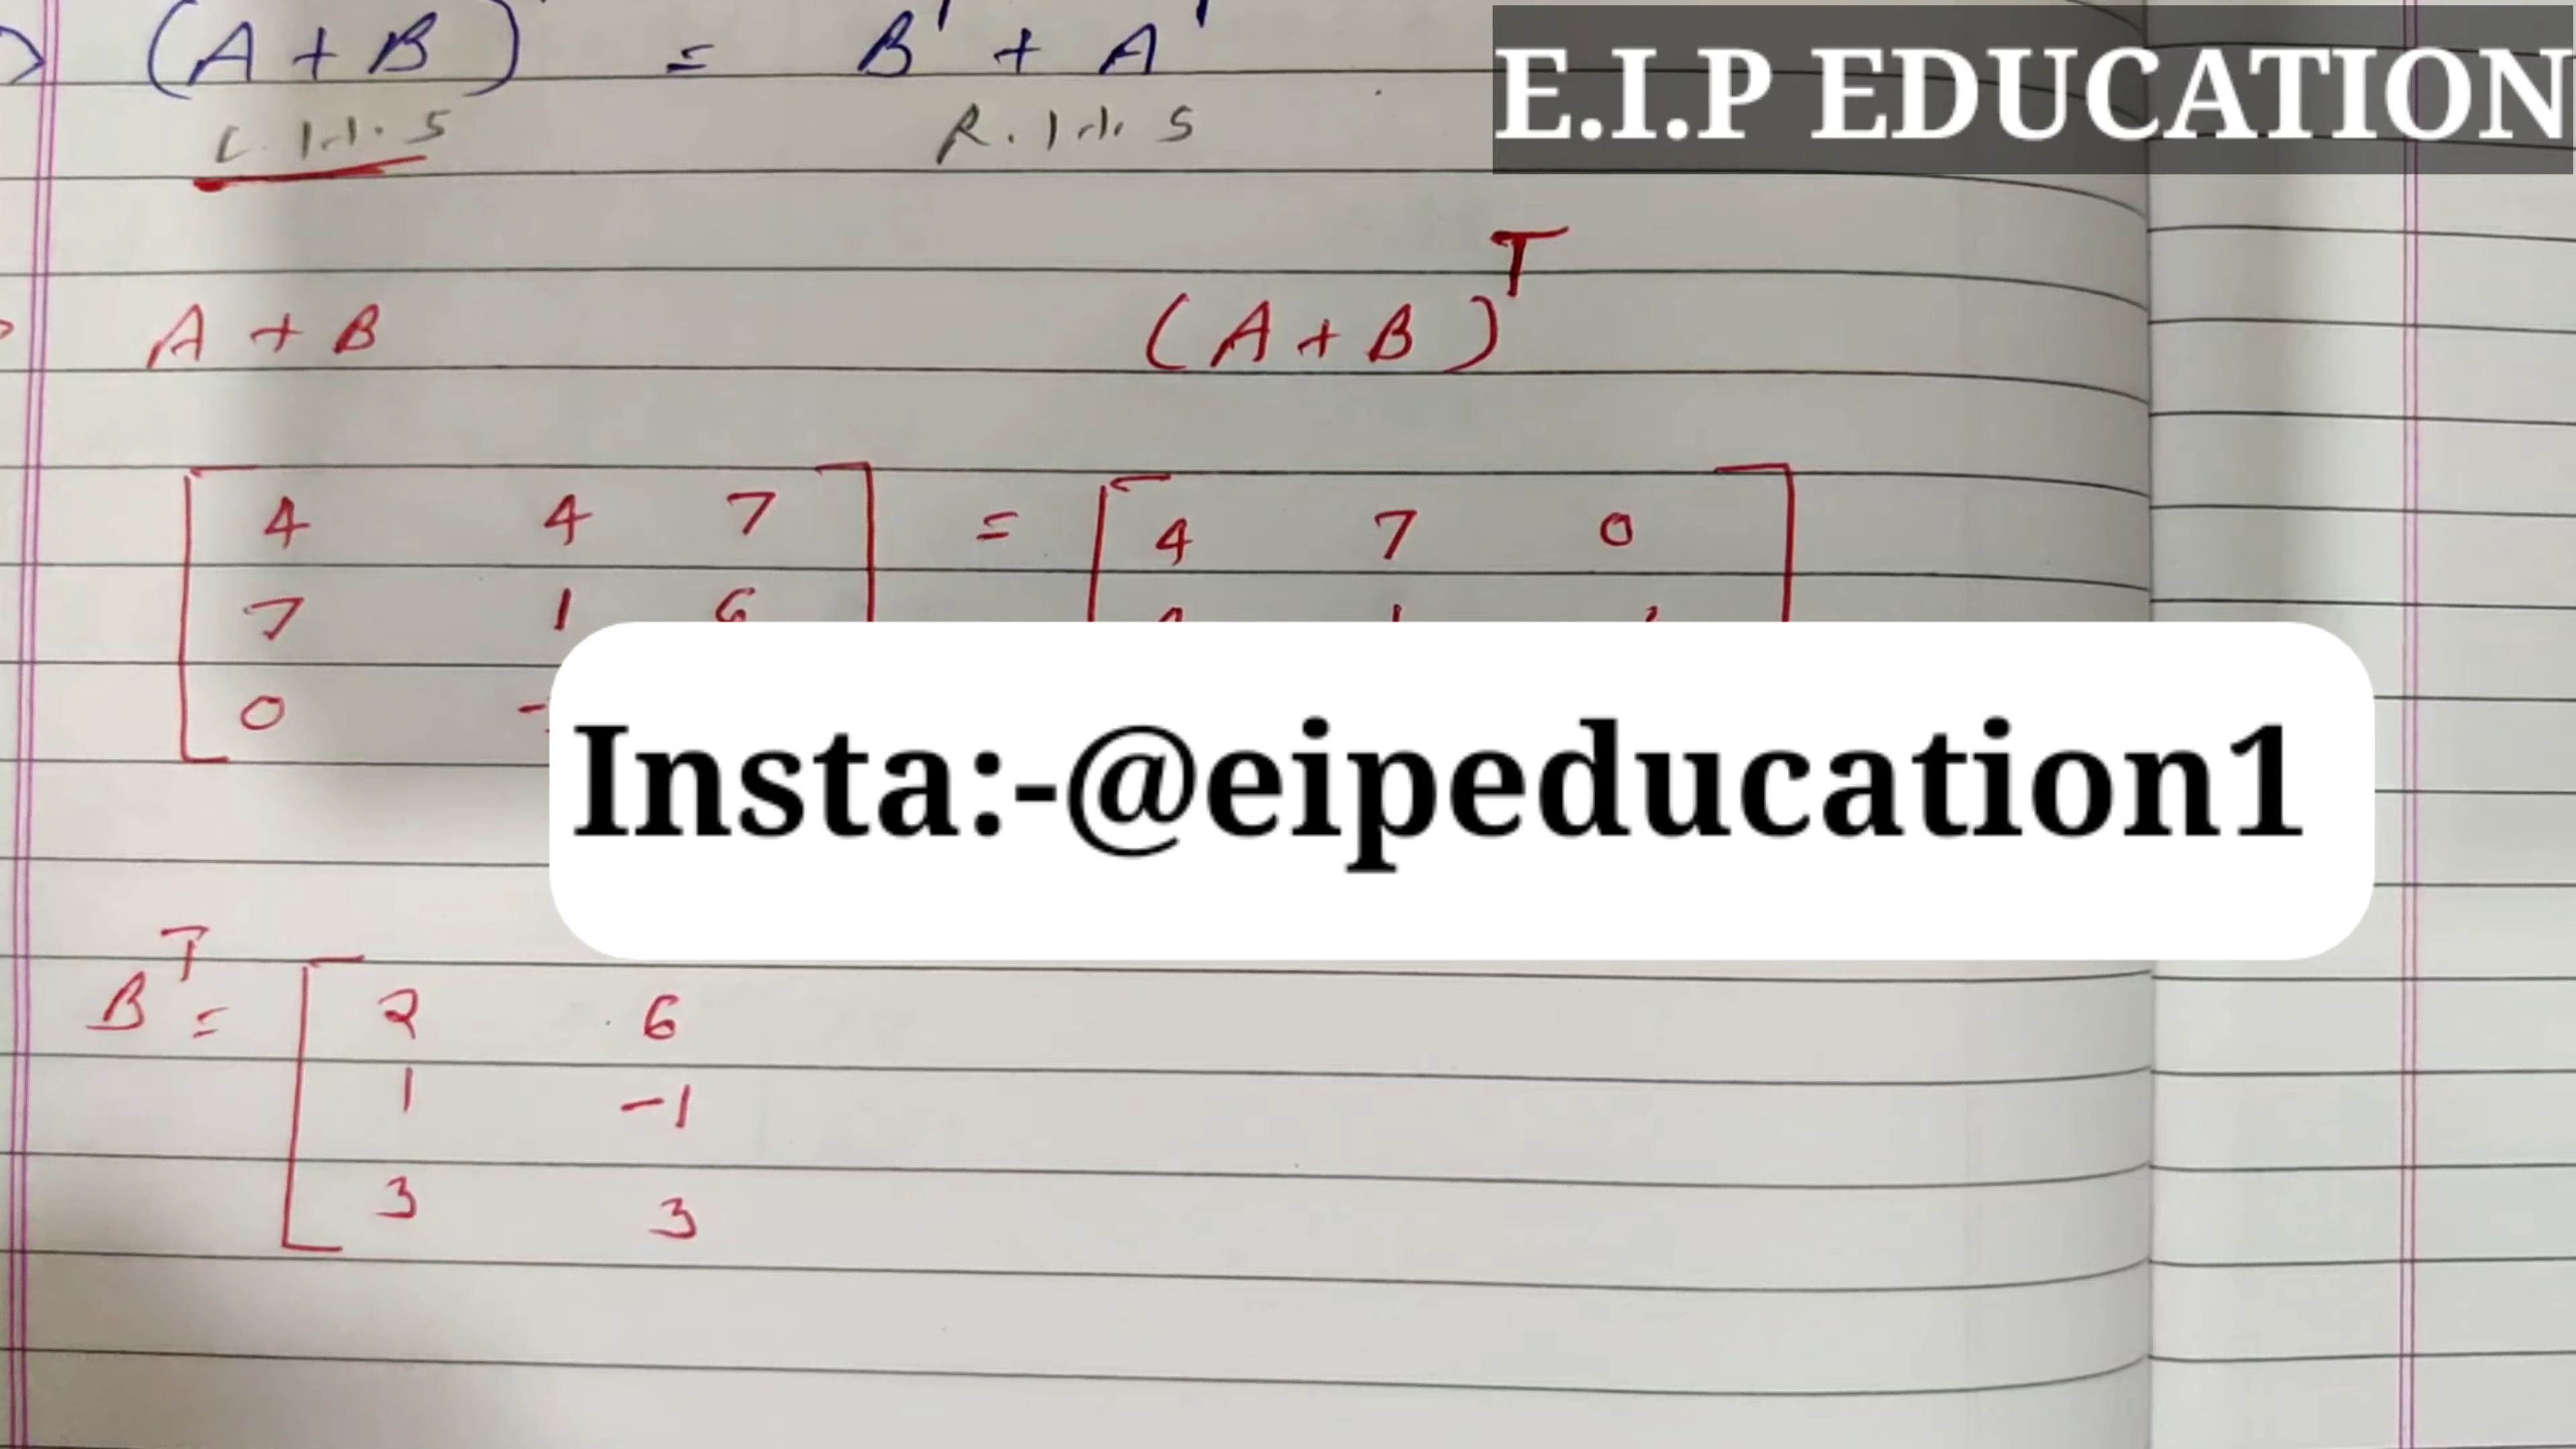 (A + B)' = B' + A'
E.I.P EDUCATION
L.H.S R.H.S
A + B (A + B)ᵀ
4 4 7 = 4 7 0
7 1 6
0
Insta:-@eipeducation1
Bᵀ = 2 6
1 -1
3 3